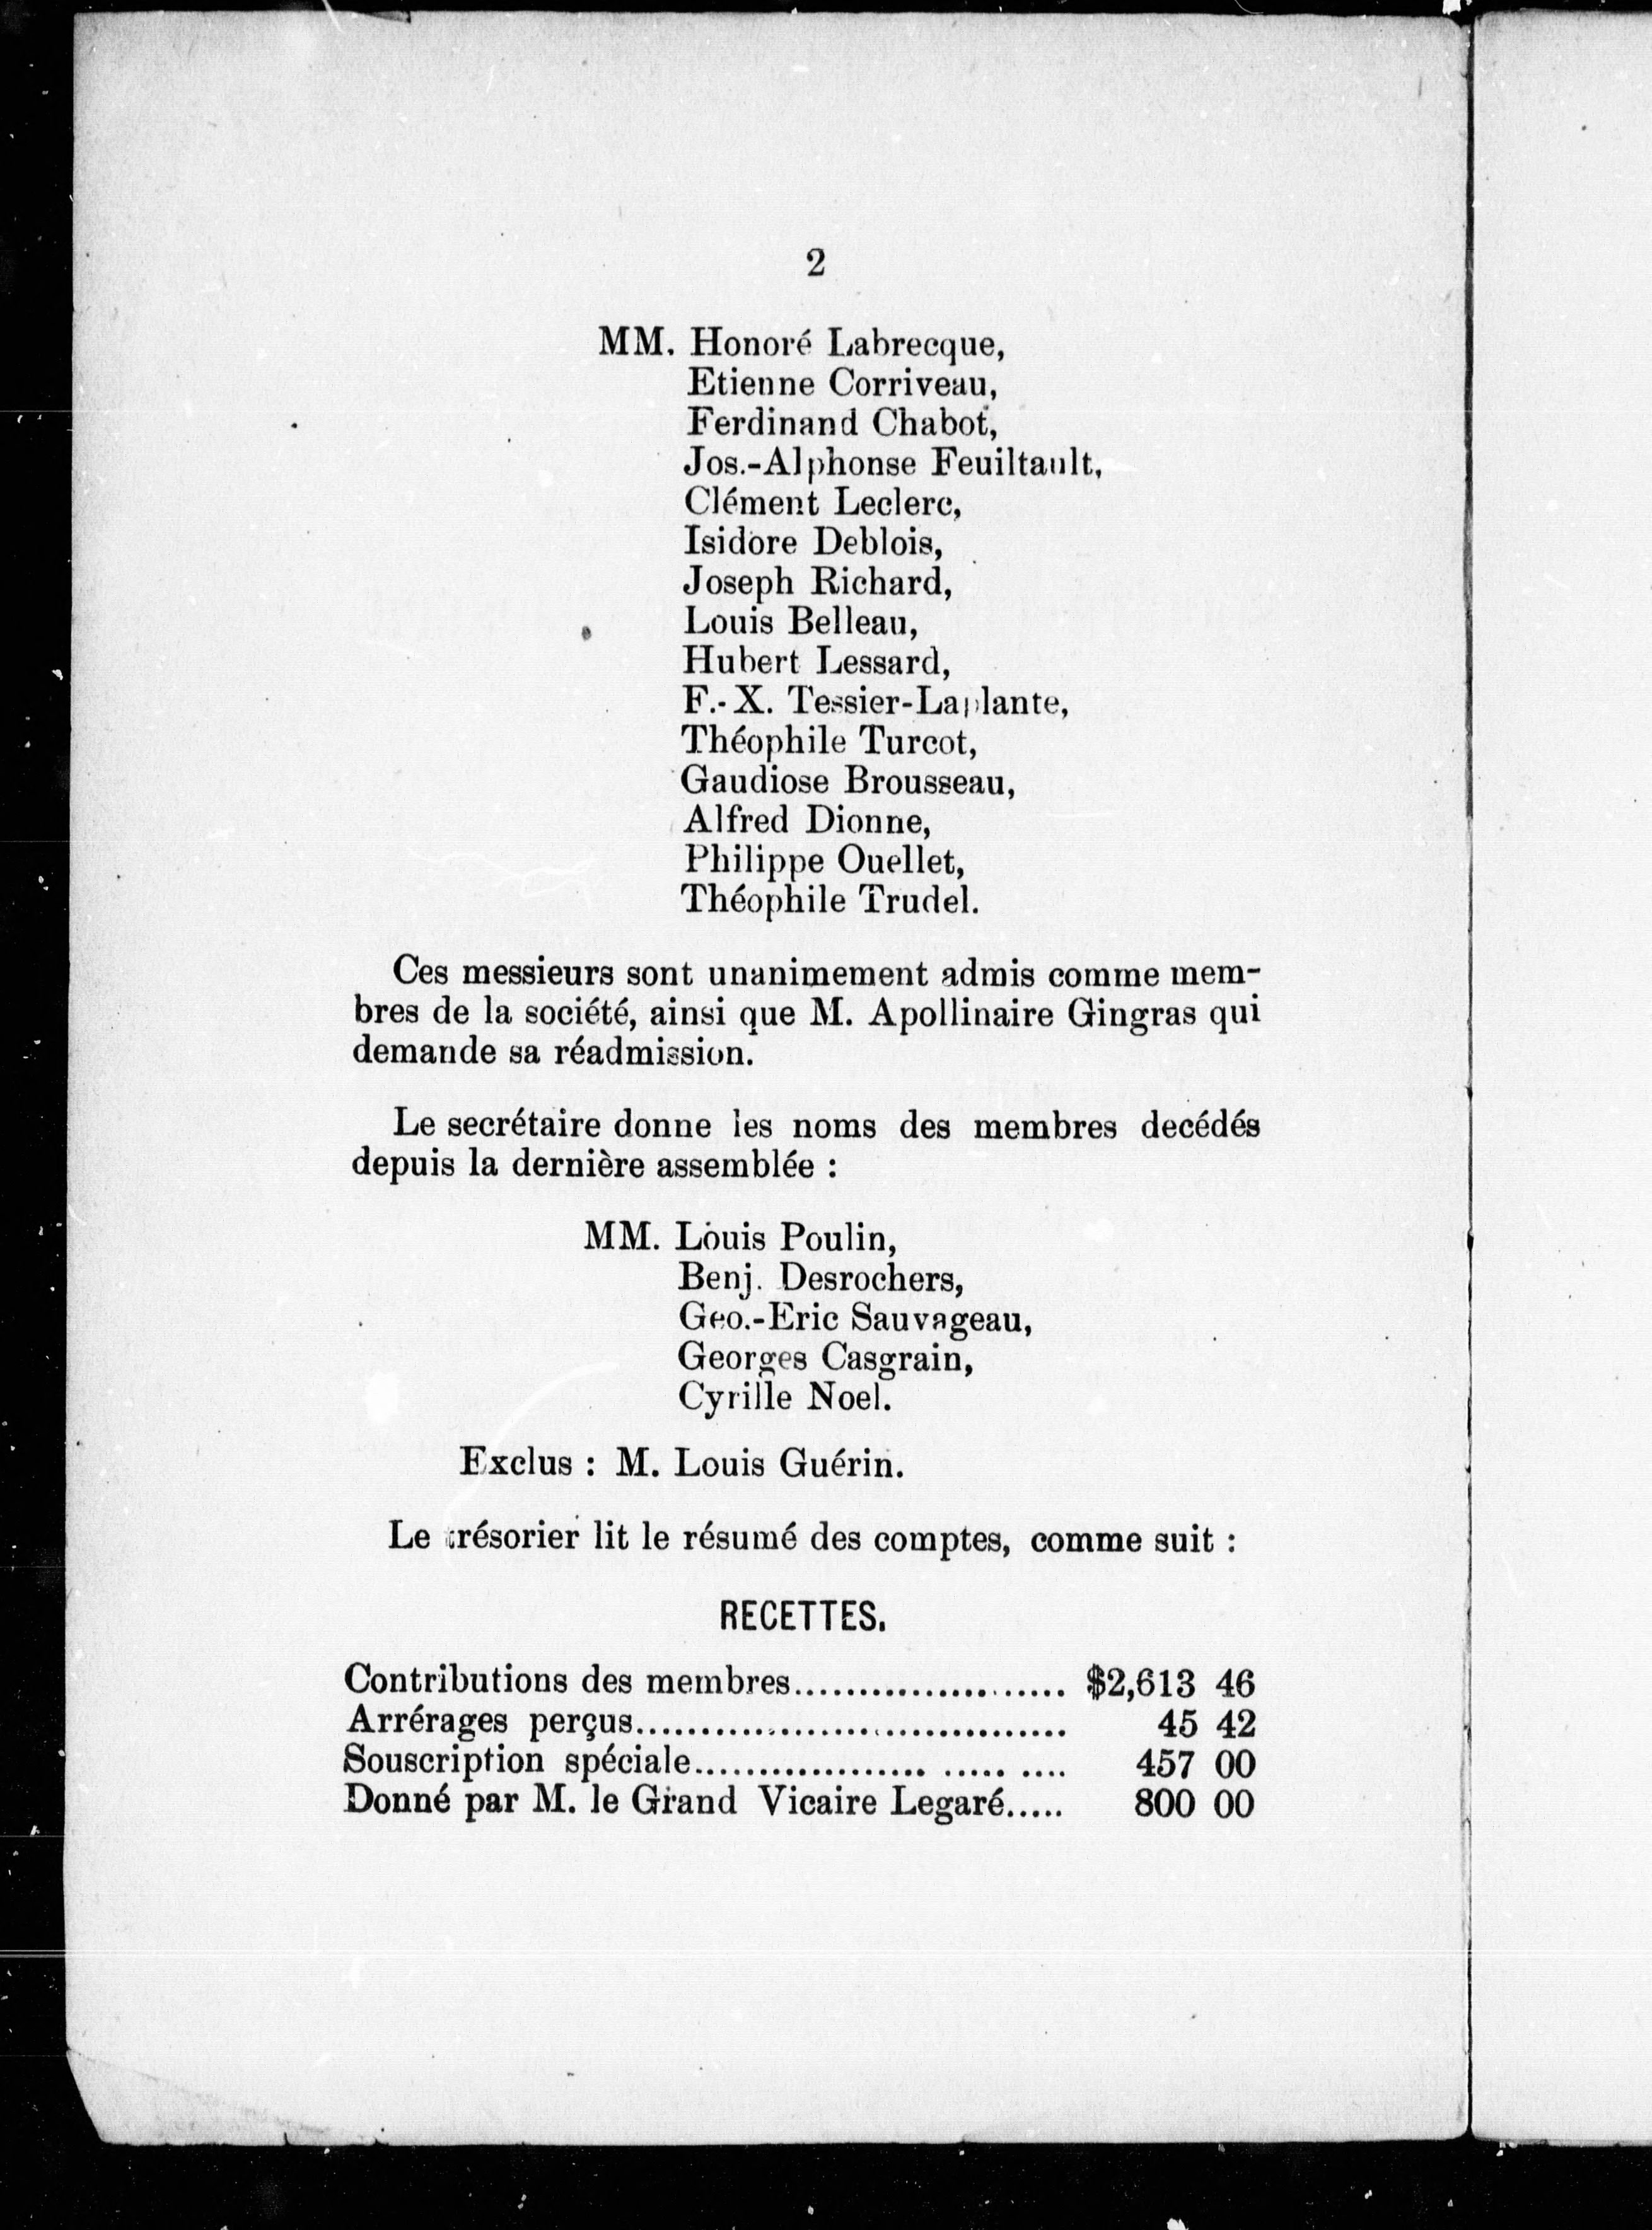 2
MM. Honoré Labrecque,
Etienne Corriveau,
Ferdinand Chabot,
Jos.-Alphonse Feuiltault,
Clément Leclerc,
Isidore Deblois,
Joseph Richard,
Louis Belleau,
Hubert Lessard,
F.-X. Tessier-Laplante,
Théophile Turcot,
Gaudiose Brousseau,
Alfred Dionne,
Philippe Ouellet,
Théophile Trudel.
Ces messieurs sont unanimement admis comme mem-
bres de la société, ainsi que M. Apollinaire Gingras qui
demande sa réadmission.
Le secrétaire donne les noms des membres decédés
depuis la dernière assemblée :
MM. Louis Poulin,
Benj. Desrochers,
Geo.-Eric Sauvageau,
Georges Casgrain,
Cyrille Noel.
Exclus : M. Louis Guérin.
Le trésorier lit le résumé des comptes, comme suit :
RECETTES.
Contributions des membres..................... $2,613 46
Arrérages perçus................................. 45 42
Souscription spéciale.................. ..... .... 457 00
Donné par M. le Grand Vicaire Legaré..... 800 00